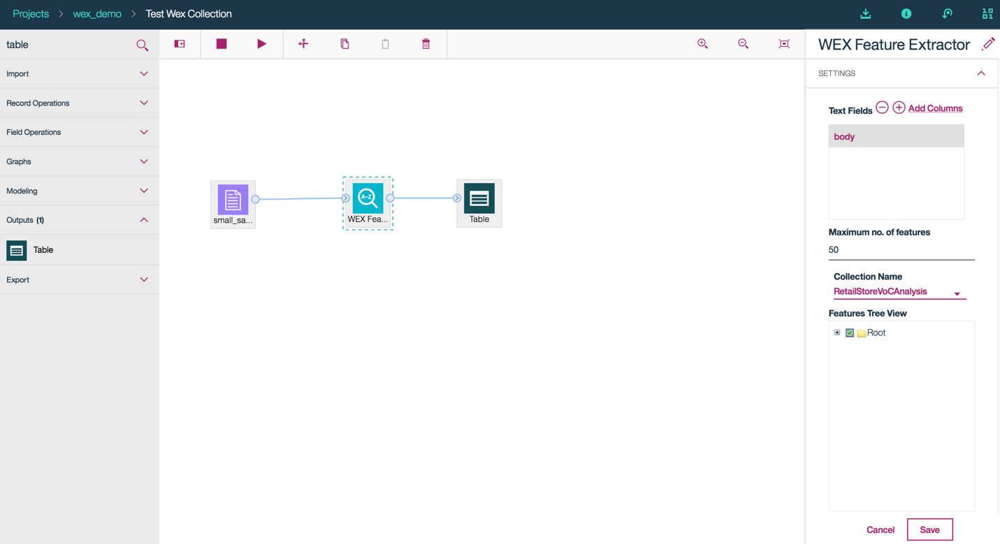 Projects > wex_demo > Test Wex Collection
table
Import
Record Operations
Field Operations
Graphs
Modeling
Outputs (1)
Table
Export
small_sa...
A-Z
WEX Fea...
Table
WEX Feature Extractor
SETTINGS
Text Fields Add Columns
body
Maximum no. of features
50
Collection Name
RetailStoreVoCAnalysis
Features Tree View
Root
Cancel Save